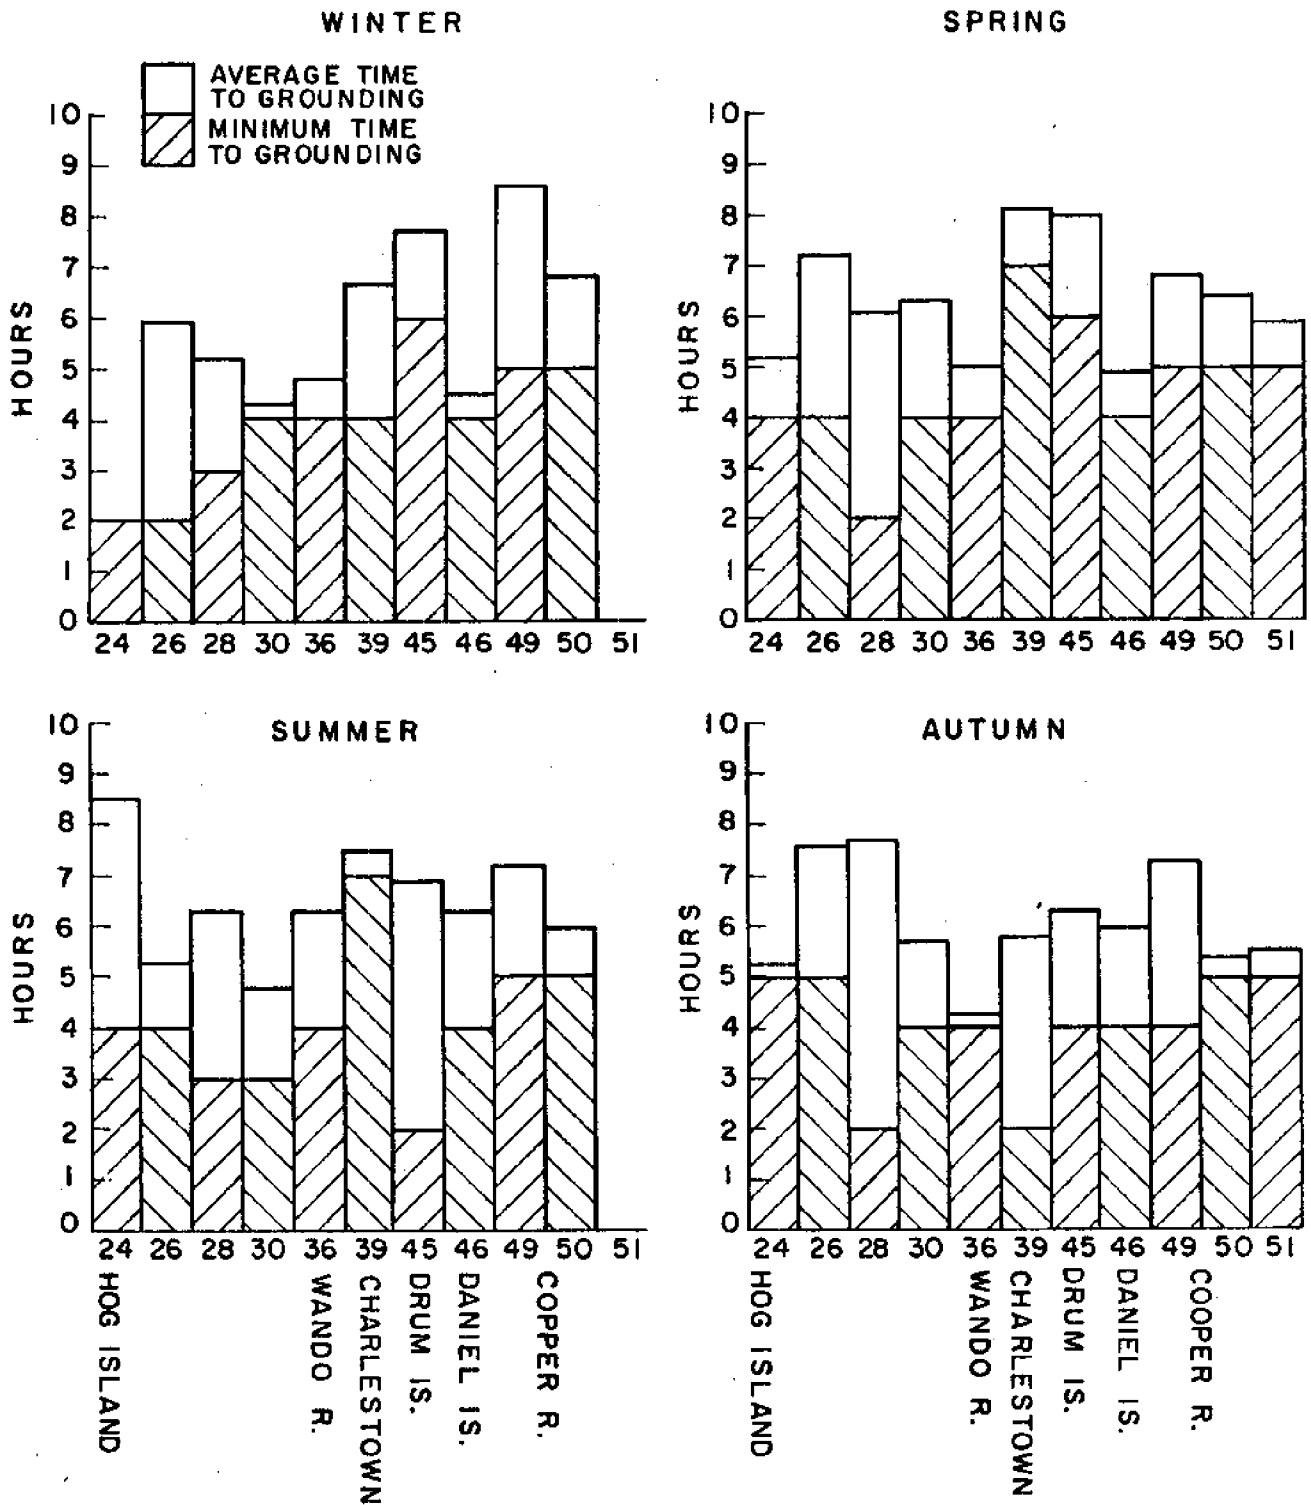 WINTER
AVERAGE TIME
TO GROUNDING
MINIMUM TIME
TO GROUNDING
HOURS
10
9
8
7
6
5
4
3
2
1
0
24 26 28 30 36 39 45 46 49 50 51
SPRING
HOURS
10
9
8
7
6
5
4
3
2
1
0
24 26 28 30 36 39 45 46 49 50 51
SUMMER
HOURS
10
9
8
7
6
5
4
3
2
1
0
24 26 28 30 36 39 45 46 49 50 51
HOG ISLAND
WANDO R.
CHARLESTOWN
DRUM IS.
DANIEL IS.
COPPER R.
AUTUMN
HOURS
10
9
8
7
6
5
4
3
2
1
0
24 26 28 30 36 39 45 46 49 50 51
HOG ISLAND
WANDO R.
CHARLESTOWN
DRUM IS.
DANIEL IS.
COOPER R.